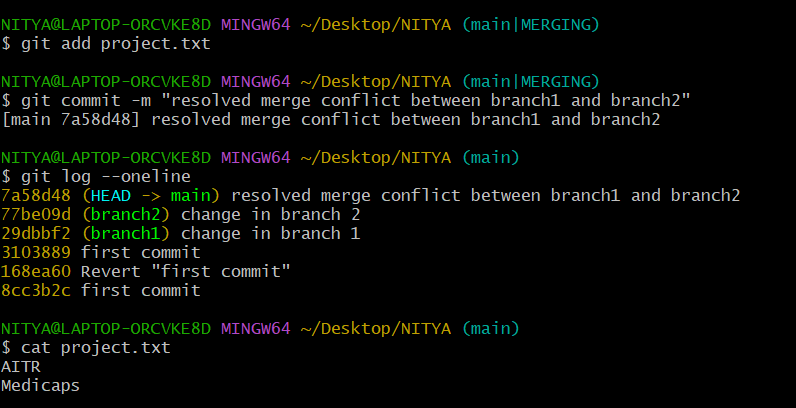 NITYA@LAPTOP-ORCVKE8D MINGW64 ~/Desktop/NITYA (main|MERGING)
$ git add project.txt
NITYA@LAPTOP-ORCVKE8D MINGW64 ~/Desktop/NITYA (main|MERGING)
$ git commit -m "resolved merge conflict between branch1 and branch2"
[main 7a58d48] resolved merge conflict between branch1 and branch2
NITYA@LAPTOP-ORCVKE8D MINGW64 ~/Desktop/NITYA (main)
$ git log --oneline
7a58d48 (HEAD -> main) resolved merge conflict between branch1 and branch2
77be09d (branch2) change in branch 2
29dbbf2 (branch1) change in branch 1
3103889 first commit
168ea60 Revert "first commit"
8cc3b2c first commit
NITYA@LAPTOP-ORCVKE8D MINGW64 ~/Desktop/NITYA (main)
$ cat project.txt
AITR
Medicaps